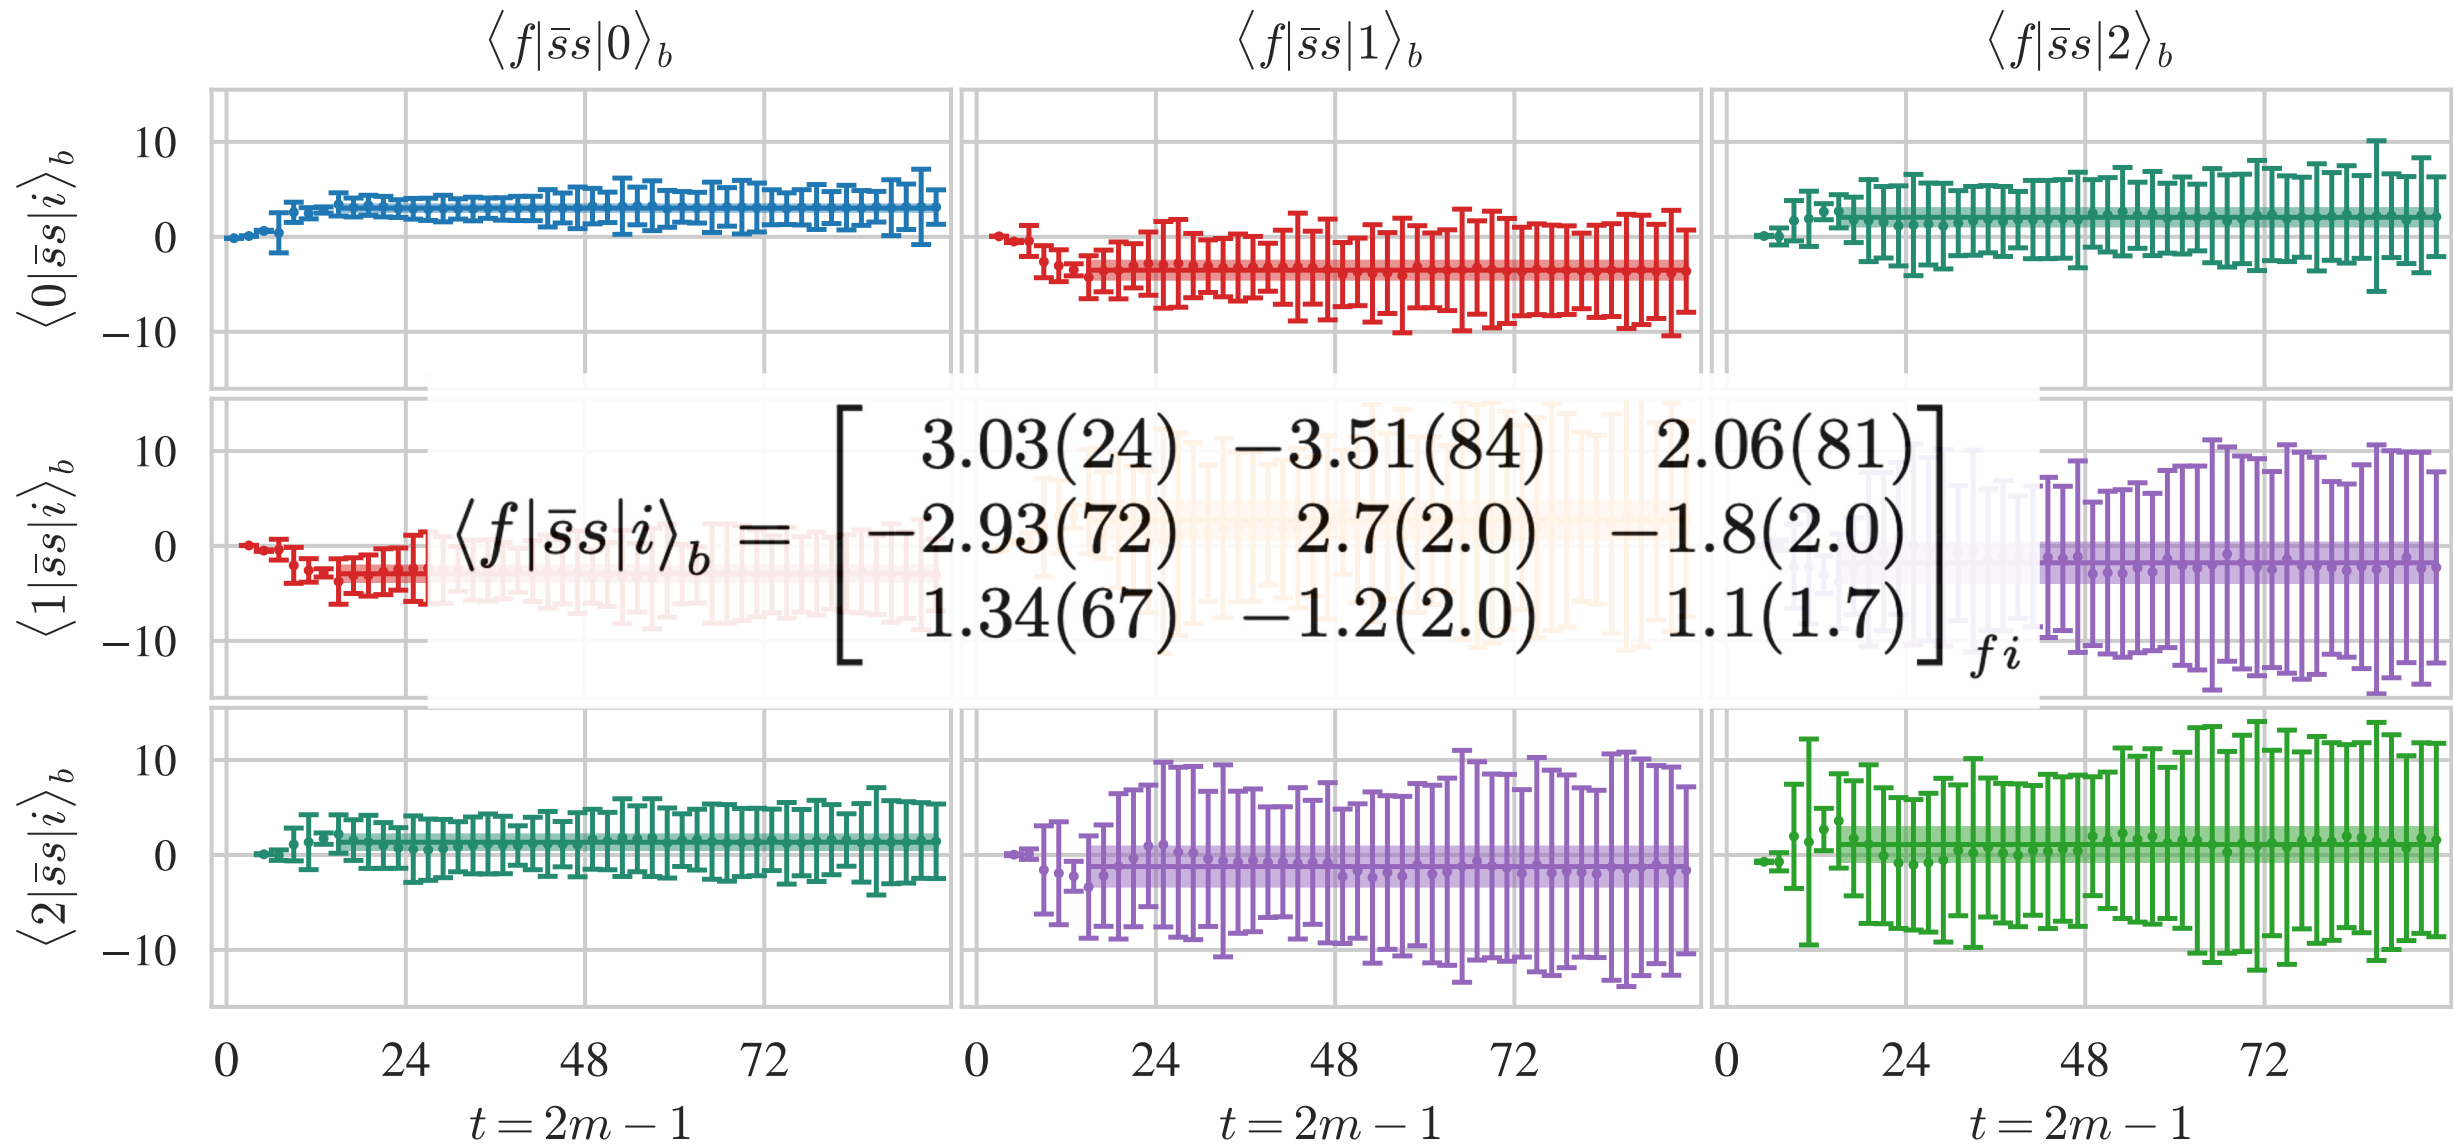 ⟨f|s̄s|0⟩_b ⟨f|s̄s|1⟩_b ⟨f|s̄s|2⟩_b
⟨0|s̄s|i⟩_b
10
0
−10
⟨1|s̄s|i⟩_b
10
0
−10
⟨f|s̄s|i⟩_b = [
3.03(24) −3.51(84) 2.06(81)
−2.93(72) 2.7(2.0) −1.8(2.0)
1.34(67) −1.2(2.0) 1.1(1.7)
]_fi
⟨2|s̄s|i⟩_b
10
0
−10
0 24 48 72 0 24 48 72 0 24 48 72
t = 2m − 1 t = 2m − 1 t = 2m − 1